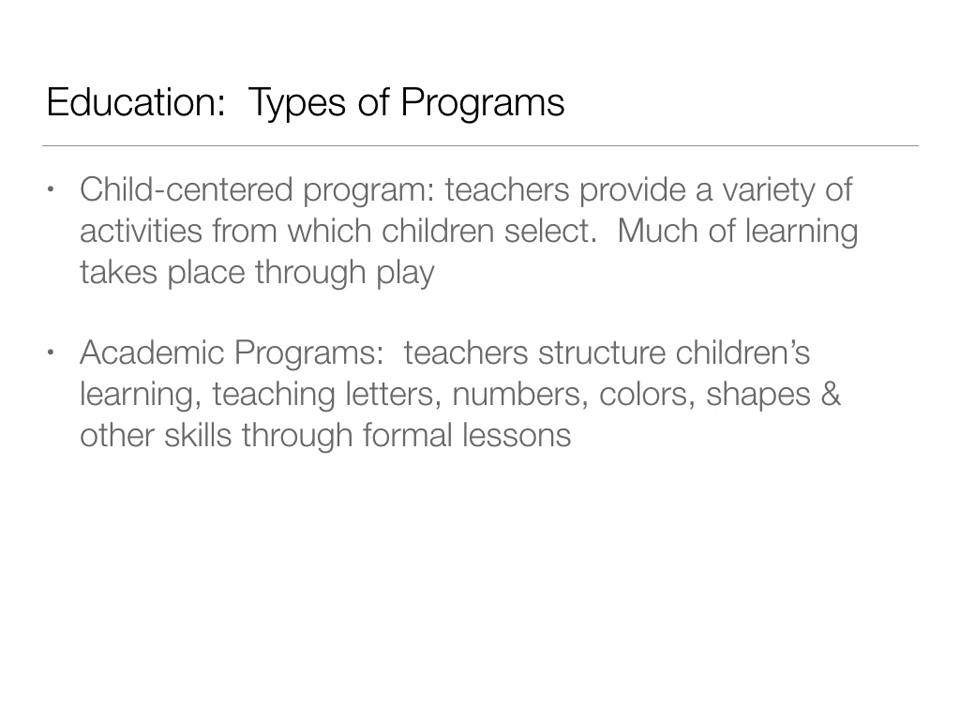 Education:  Types of Programs
• Child-centered program: teachers provide a variety of
activities from which children select.  Much of learning
takes place through play
• Academic Programs:  teachers structure children’s
learning, teaching letters, numbers, colors, shapes &
other skills through formal lessons